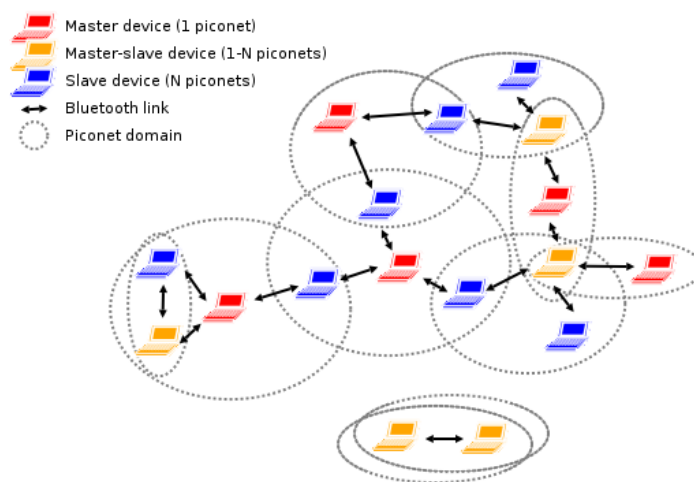 Master device (1 piconet)
Master-slave device (1-N piconets)
Slave device (N piconets)
Bluetooth link
Piconet domain